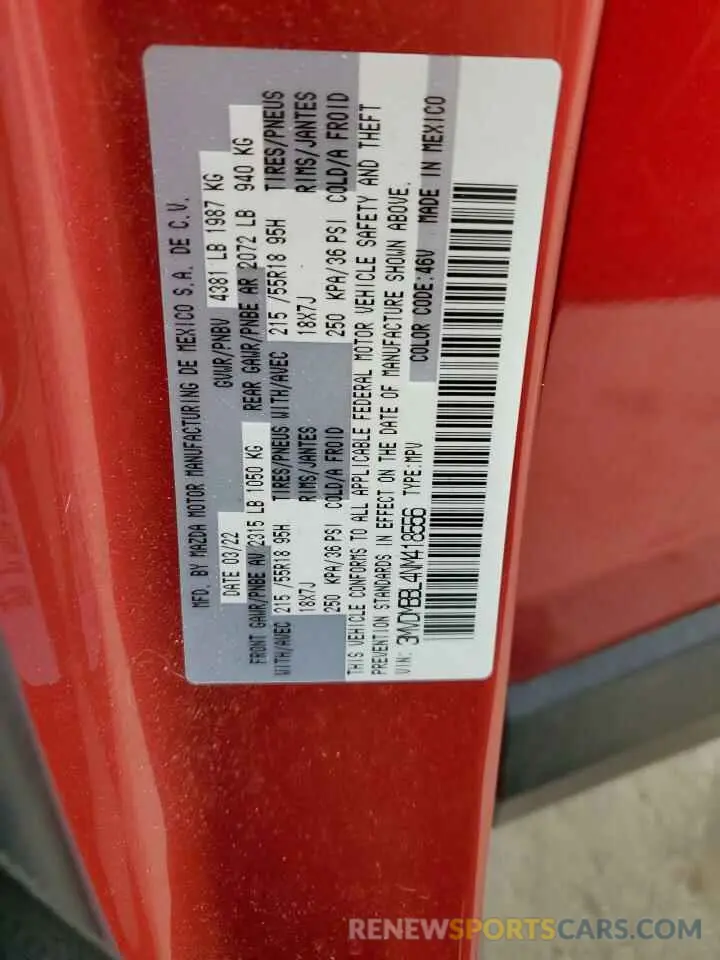 MFD. BY MAZDA MOTOR MANUFACTURING DE MEXICO S.A. DE C.V.
DATE 03/22 GVWR/PNBV 4381 LB 1987 KG
FRONT GAWR/PNBE AV 2315 LB 1050 KG REAR GAWR/PNBE AR 2072 LB 940 KG
WITH/AVEC 215 /55R18 95H TIRES/PNEUS WITH/AVEC 215 /55R18 95H TIRES/PNEUS
18X7J RIMS/JANTES 18X7J RIMS/JANTES
250 KPA/36 PSI COLD/A FROID 250 KPA/36 PSI COLD/A FROID
THIS VEHICLE CONFORMS TO ALL APPLICABLE FEDERAL MOTOR VEHICLE SAFETY AND THEFT
PREVENTION STANDARDS IN EFFECT ON THE DATE OF MANUFACTURE SHOWN ABOVE.
VIN: 3MVDMBBL4NM418556 TYPE:MPV COLOR CODE:46V MADE IN MEXICO
RENEWSPORTSCARS.COM